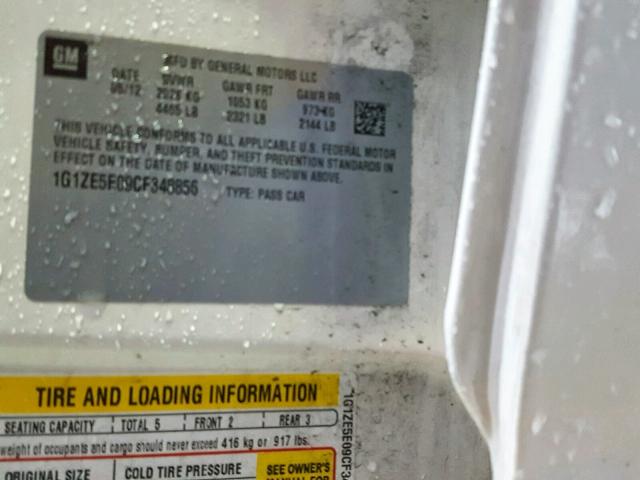 GM
MFD BY GENERAL MOTORS LLC
DATE GVWR GAWR FRT GAWR RR
06/12 KG 1053 KG 973 KG
LB 2321 LB 2144 LB
THIS VEHICLE CONFORMS TO ALL APPLICABLE U.S. FEDERAL MOTOR
VEHICLE SAFETY, BUMPER, AND THEFT PREVENTION STANDARDS IN
EFFECT ON THE DATE OF MANUFACTURE SHOWN ABOVE.
TYPE: PASS CAR
TIRE AND LOADING INFORMATION
SEATING CAPACITY TOTAL 5 FRONT 2 REAR 3
weight of occupants and cargo should never exceed 416 kg or 917 lbs.
ORIGINAL SIZE COLD TIRE PRESSURE SEE OWNER'S
MANUAL FOR
1G1ZE5E09CF34